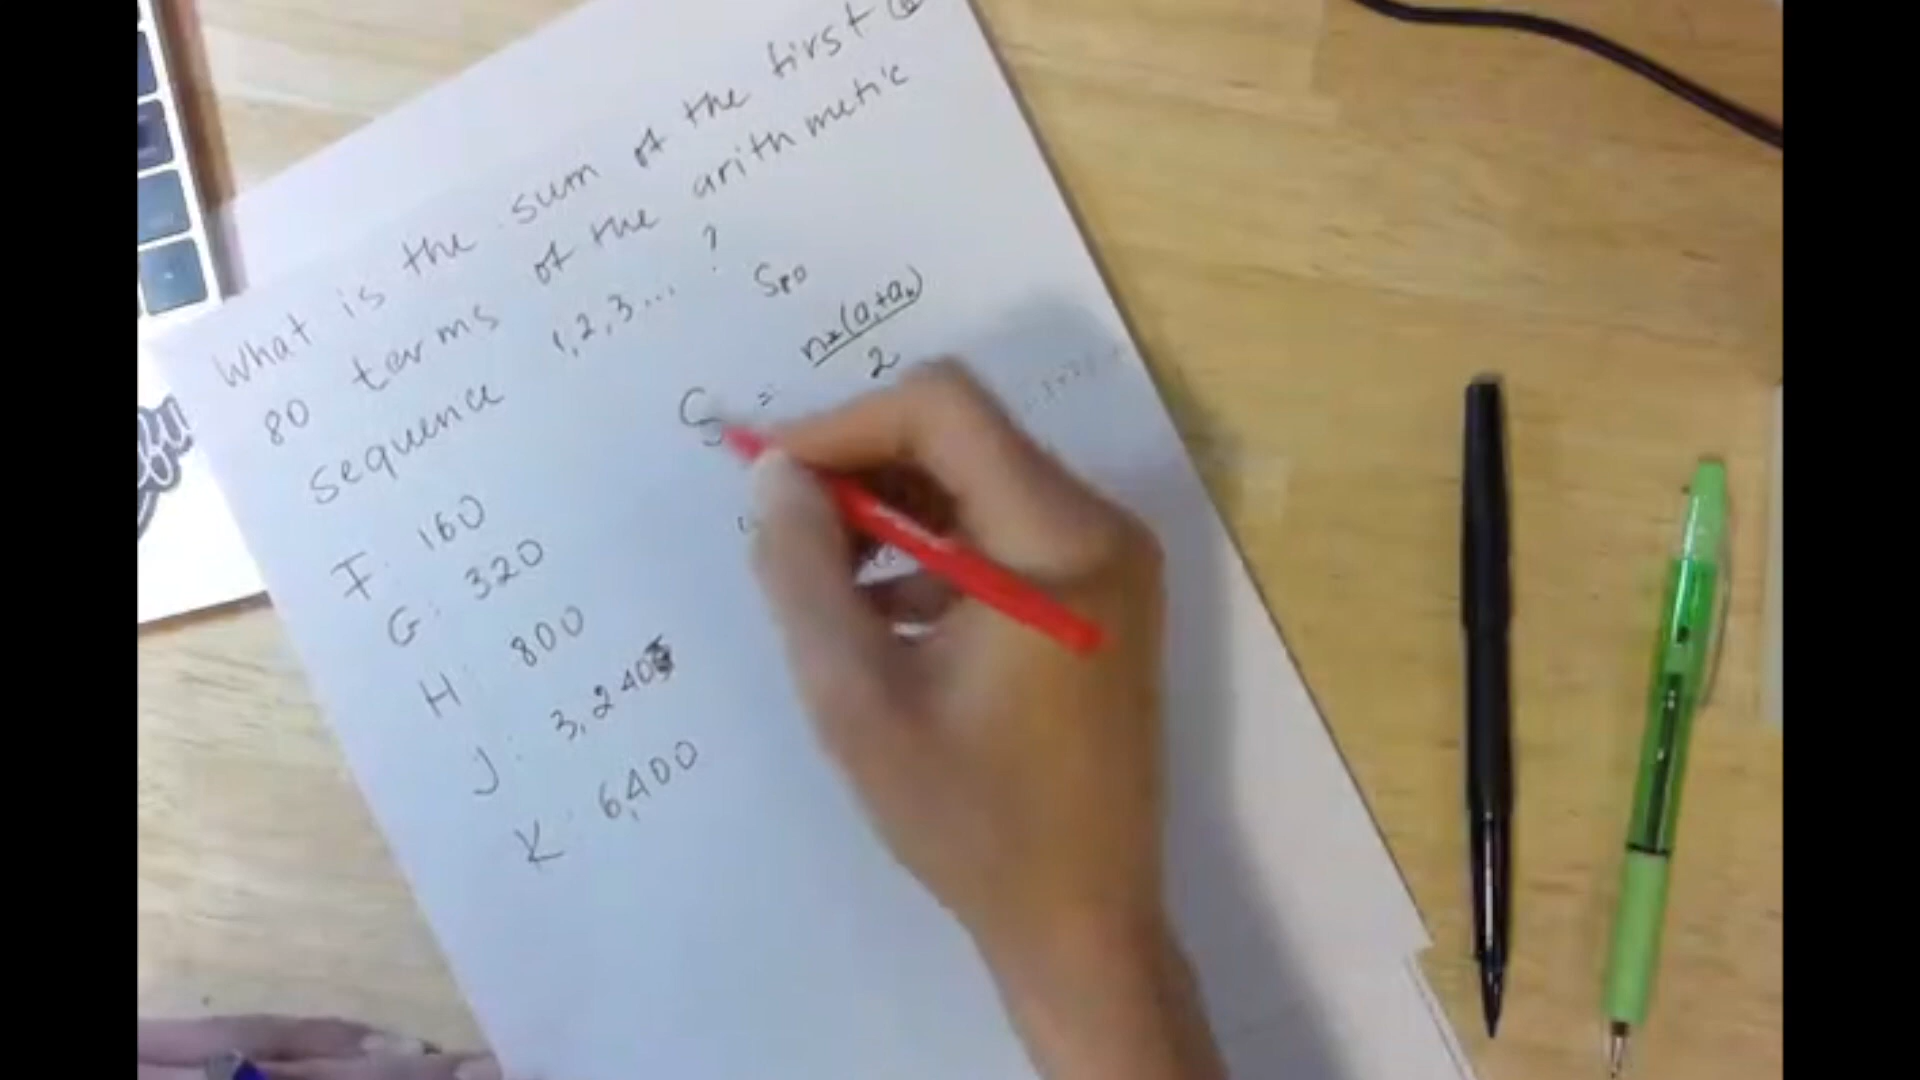 What is the sum of the first
80 terms of the arithmetic
sequence 1,2,3... ?
S80
S = n*(a1+an)
2
F: 160
G: 320
H: 800
J: 3,240
K: 6,400